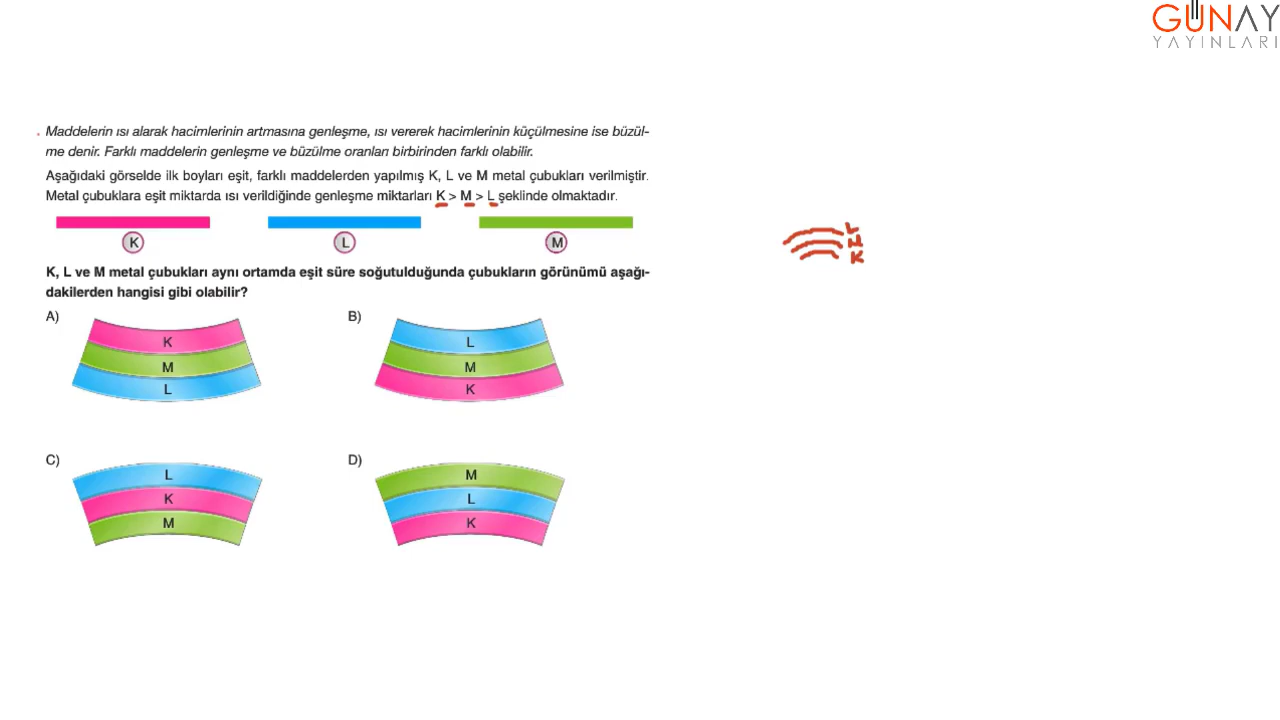 GÜNAY
YAYINLARI
Maddelerin ısı alarak hacimlerinin artmasına genleşme, ısı vererek hacimlerinin küçülmesine ise büzül-
me denir. Farklı maddelerin genleşme ve büzülme oranları birbirinden farklı olabilir.
Aşağıdaki görselde ilk boyları eşit, farklı maddelerden yapılmış K, L ve M metal çubukları verilmiştir.
Metal çubuklara eşit miktarda ısı verildiğinde genleşme miktarları K > M > L şeklinde olmaktadır.
K L M
L
M
K
K, L ve M metal çubukları aynı ortamda eşit süre soğutulduğunda çubukların görünümü aşağı-
dakilerden hangisi gibi olabilir?
A)
K
M
L
B)
L
M
K
C)
L
K
M
D)
M
L
K